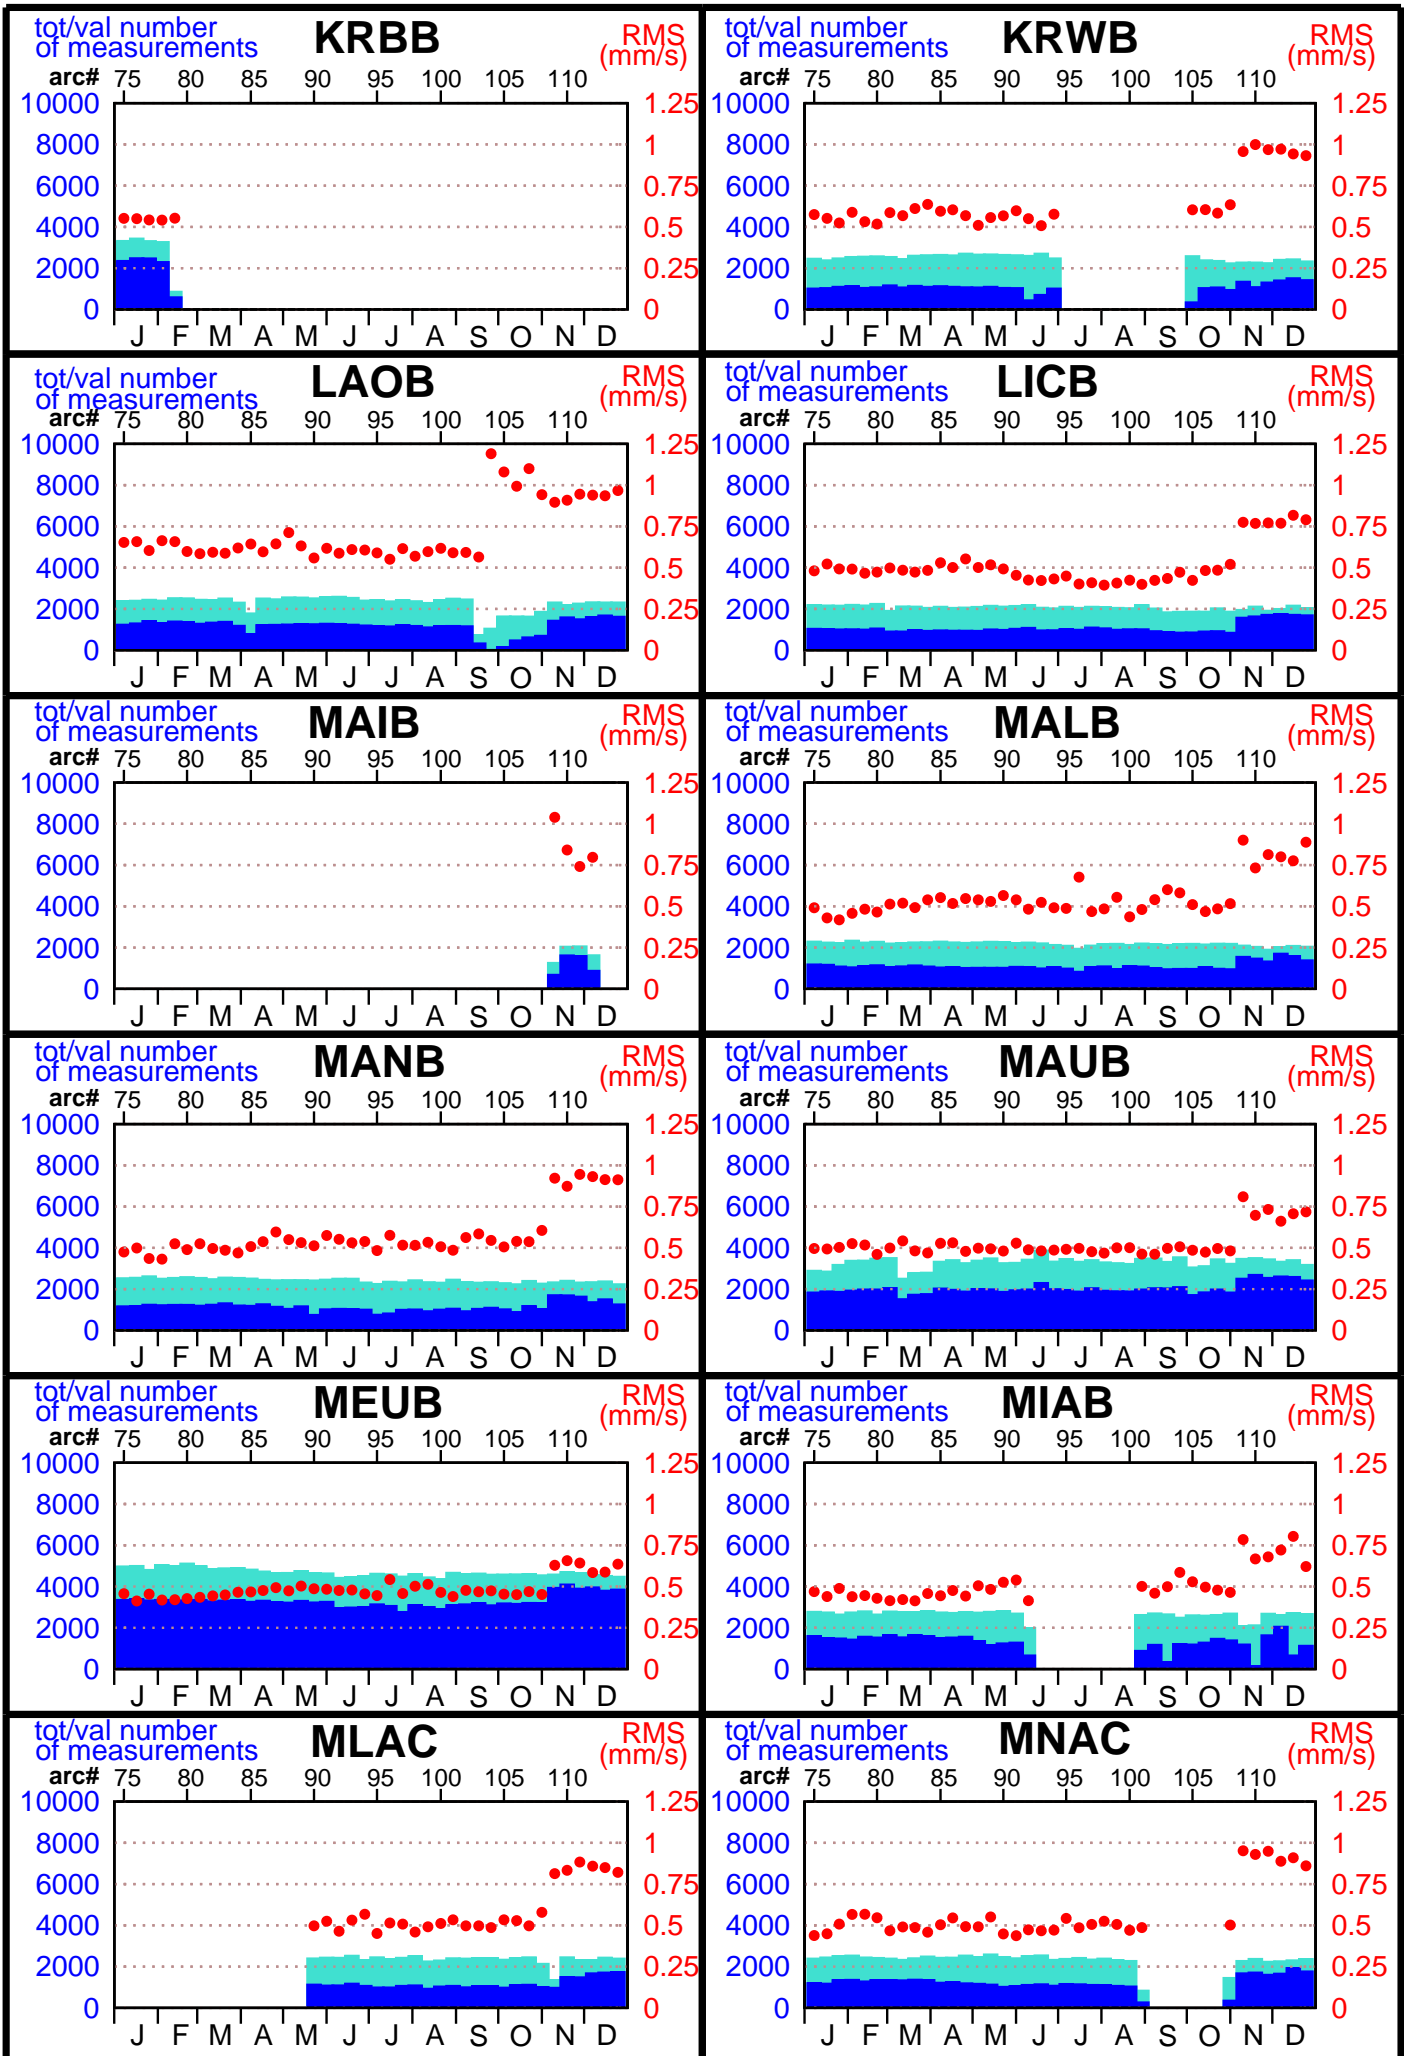 tot/val number of measurements KRBB RMS (mm/s)
arc# 75 80 85 90 95 100 105 110
10000 1.25
8000 1
6000 0.75
4000 0.5
2000 0.25
0 0
J F M A M J J A S O N D
tot/val number of measurements KRWB RMS (mm/s)
arc# 75 80 85 90 95 100 105 110
10000 1.25
8000 1
6000 0.75
4000 0.5
2000 0.25
0 0
J F M A M J J A S O N D
tot/val number of measurements LAOB RMS (mm/s)
arc# 75 80 85 90 95 100 105 110
10000 1.25
8000 1
6000 0.75
4000 0.5
2000 0.25
0 0
J F M A M J J A S O N D
tot/val number of measurements LICB RMS (mm/s)
arc# 75 80 85 90 95 100 105 110
10000 1.25
8000 1
6000 0.75
4000 0.5
2000 0.25
0 0
J F M A M J J A S O N D
tot/val number of measurements MAIB RMS (mm/s)
arc# 75 80 85 90 95 100 105 110
10000 1.25
8000 1
6000 0.75
4000 0.5
2000 0.25
0 0
J F M A M J J A S O N D
tot/val number of measurements MALB RMS (mm/s)
arc# 75 80 85 90 95 100 105 110
10000 1.25
8000 1
6000 0.75
4000 0.5
2000 0.25
0 0
J F M A M J J A S O N D
tot/val number of measurements MANB RMS (mm/s)
arc# 75 80 85 90 95 100 105 110
10000 1.25
8000 1
6000 0.75
4000 0.5
2000 0.25
0 0
J F M A M J J A S O N D
tot/val number of measurements MAUB RMS (mm/s)
arc# 75 80 85 90 95 100 105 110
10000 1.25
8000 1
6000 0.75
4000 0.5
2000 0.25
0 0
J F M A M J J A S O N D
tot/val number of measurements MEUB RMS (mm/s)
arc# 75 80 85 90 95 100 105 110
10000 1.25
8000 1
6000 0.75
4000 0.5
2000 0.25
0 0
J F M A M J J A S O N D
tot/val number of measurements MIAB RMS (mm/s)
arc# 75 80 85 90 95 100 105 110
10000 1.25
8000 1
6000 0.75
4000 0.5
2000 0.25
0 0
J F M A M J J A S O N D
tot/val number of measurements MLAC RMS (mm/s)
arc# 75 80 85 90 95 100 105 110
10000 1.25
8000 1
6000 0.75
4000 0.5
2000 0.25
0 0
J F M A M J J A S O N D
tot/val number of measurements MNAC RMS (mm/s)
arc# 75 80 85 90 95 100 105 110
10000 1.25
8000 1
6000 0.75
4000 0.5
2000 0.25
0 0
J F M A M J J A S O N D